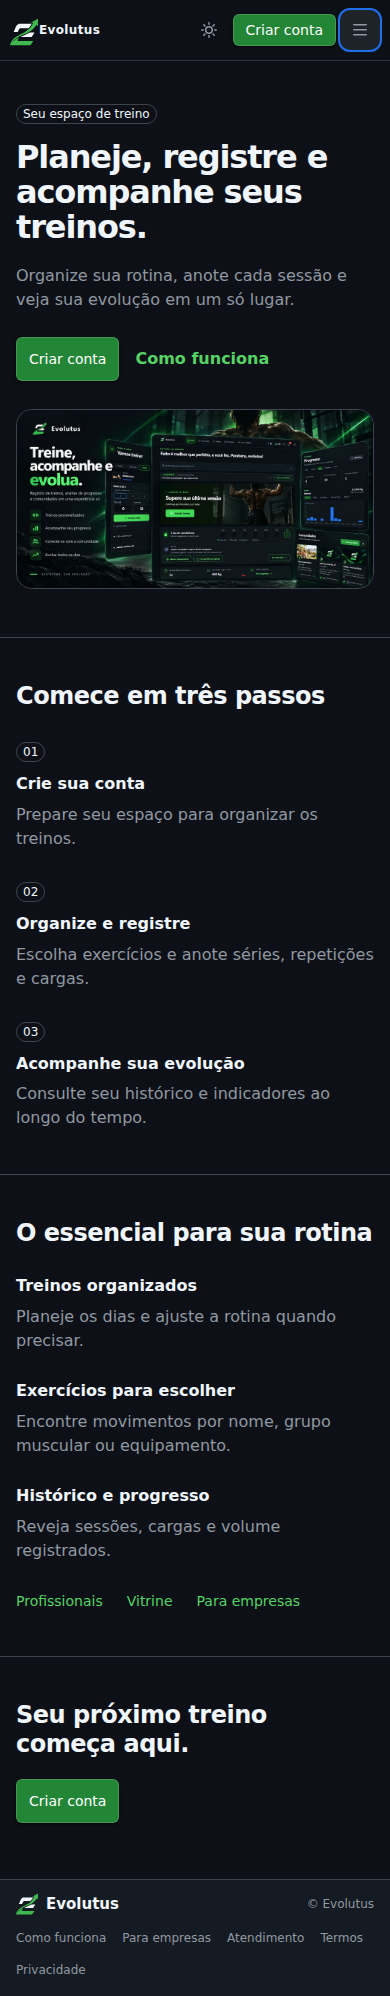 Evolutus
Criar conta
Seu espaço de treino
Planeje, registre e
acompanhe seus
treinos.
Organize sua rotina, anote cada sessão e
veja sua evolução em um só lugar.
Criar conta
Como funciona
Evolutus
Treine,
acompanhe e
evolua.
Supere sua última sessão
Comece em três passos
01
Crie sua conta
Prepare seu espaço para organizar os
treinos.
02
Organize e registre
Escolha exercícios e anote séries, repetições
e cargas.
03
Acompanhe sua evolução
Consulte seu histórico e indicadores ao
longo do tempo.
O essencial para sua rotina
Treinos organizados
Planeje os dias e ajuste a rotina quando
precisar.
Exercícios para escolher
Encontre movimentos por nome, grupo
muscular ou equipamento.
Histórico e progresso
Reveja sessões, cargas e volume
registrados.
Profissionais Vitrine Para empresas
Seu próximo treino
começa aqui.
Criar conta
Evolutus
© Evolutus
Como funciona Para empresas Atendimento Termos
Privacidade